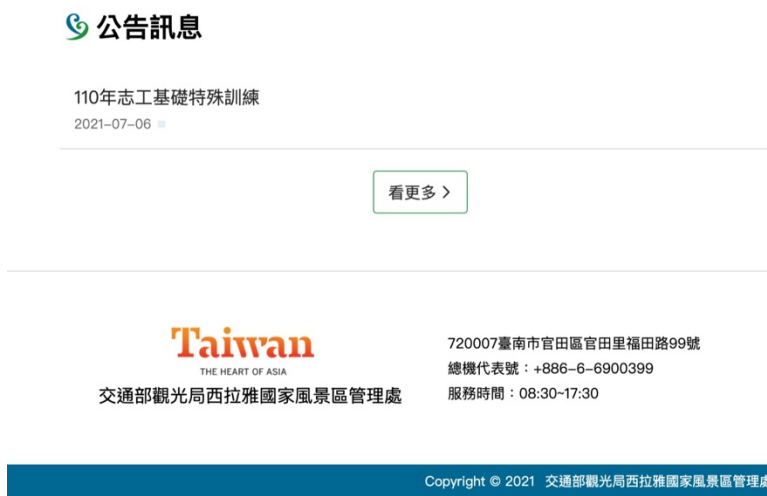 公告訊息
110年志工基礎特殊訓練
2021-07-06
看更多
Taiwan
THE HEART OF ASIA
交通部觀光局西拉雅國家風景區管理處
720007臺南市官田區官田里福田路99號
總機代表號：+886-6-6900399
服務時間：08:30~17:30
Copyright © 2021 交通部觀光局西拉雅國家風景區管理處